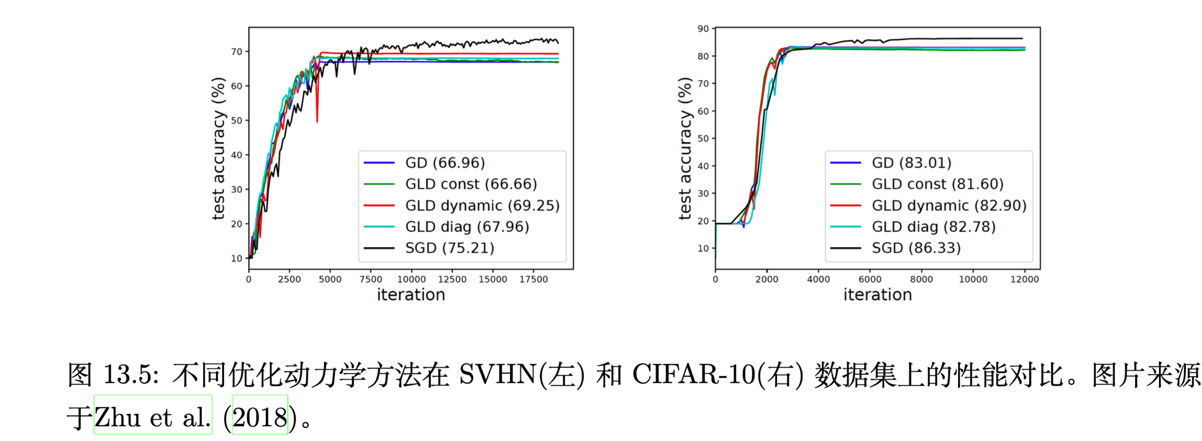 test accuracy (%)
70
60
50
40
30
20
10
GD (66.96)
GLD const (66.66)
GLD dynamic (69.25)
GLD diag (67.96)
SGD (75.21)
0 2500 5000 7500 10000 12500 15000 17500
iteration
test accuracy (%)
90
80
70
60
50
40
30
20
10
GD (83.01)
GLD const (81.60)
GLD dynamic (82.90)
GLD diag (82.78)
SGD (86.33)
0 2000 4000 6000 8000 10000 12000
iteration
图 13.5: 不同优化动力学方法在 SVHN(左) 和 CIFAR-10(右) 数据集上的性能对比。图片来源
于Zhu et al. (2018)。